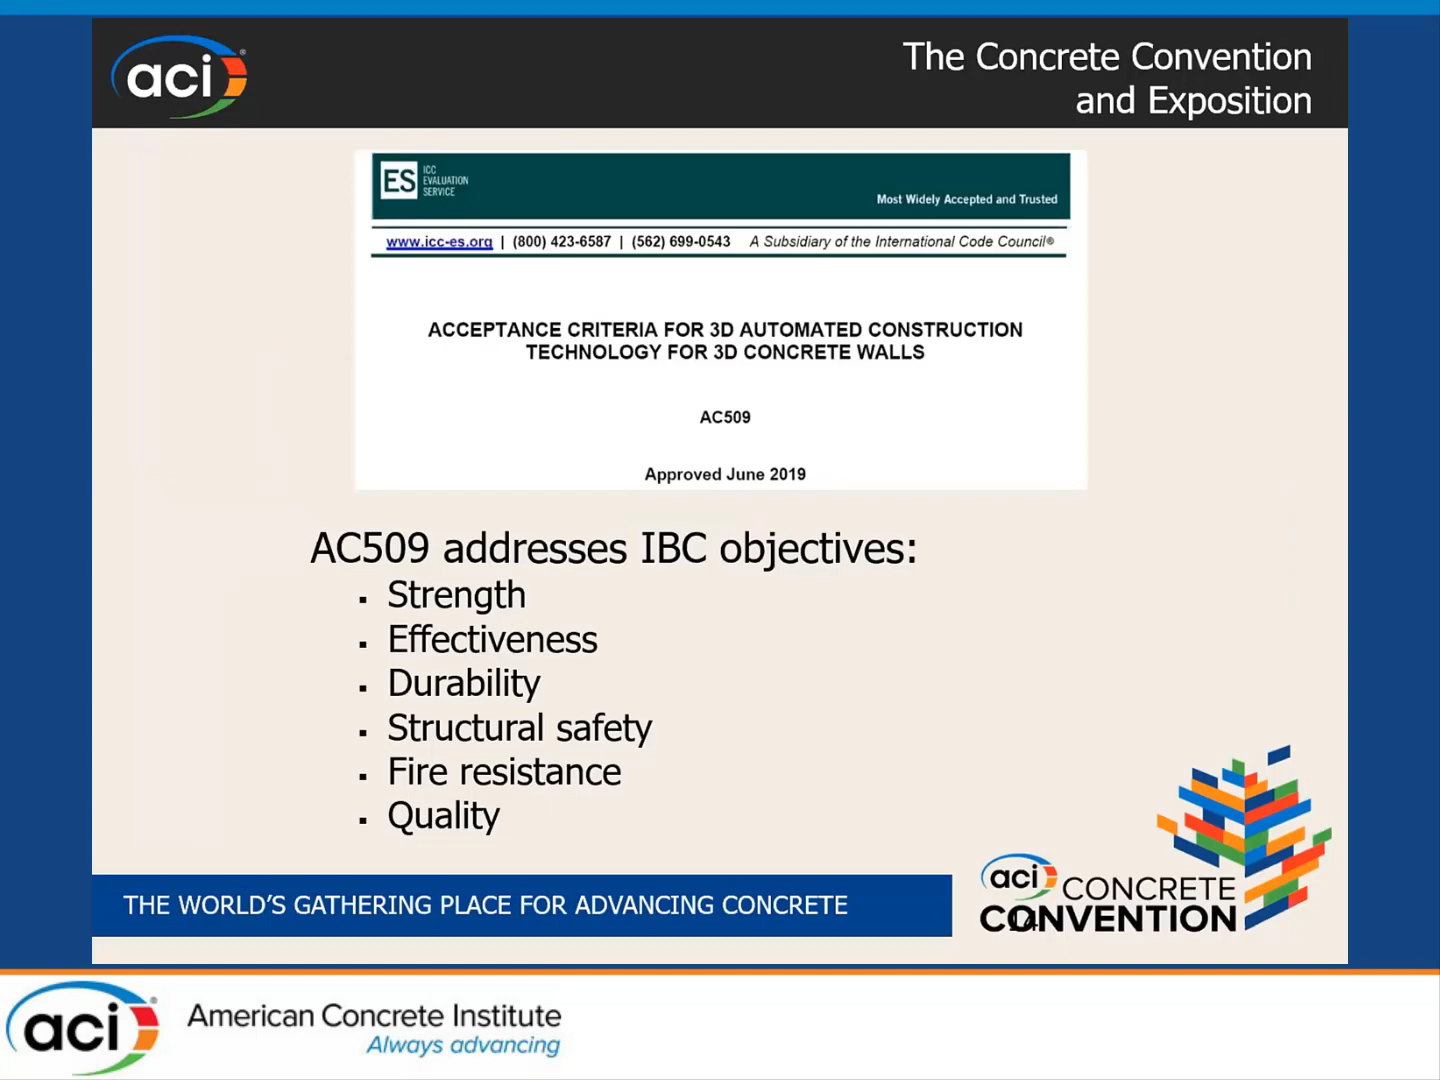 aci®
The Concrete Convention
and Exposition
ES ICC
EVALUATION
SERVICE
Most Widely Accepted and Trusted
www.icc-es.org | (800) 423-6587 | (562) 699-0543 A Subsidiary of the International Code Council®
ACCEPTANCE CRITERIA FOR 3D AUTOMATED CONSTRUCTION
TECHNOLOGY FOR 3D CONCRETE WALLS
AC509
Approved June 2019
AC509 addresses IBC objectives:
▪ Strength
▪ Effectiveness
▪ Durability
▪ Structural safety
▪ Fire resistance
▪ Quality
THE WORLD’S GATHERING PLACE FOR ADVANCING CONCRETE
aci CONCRETE
CONVENTION
14
aci®
American Concrete Institute
Always advancing